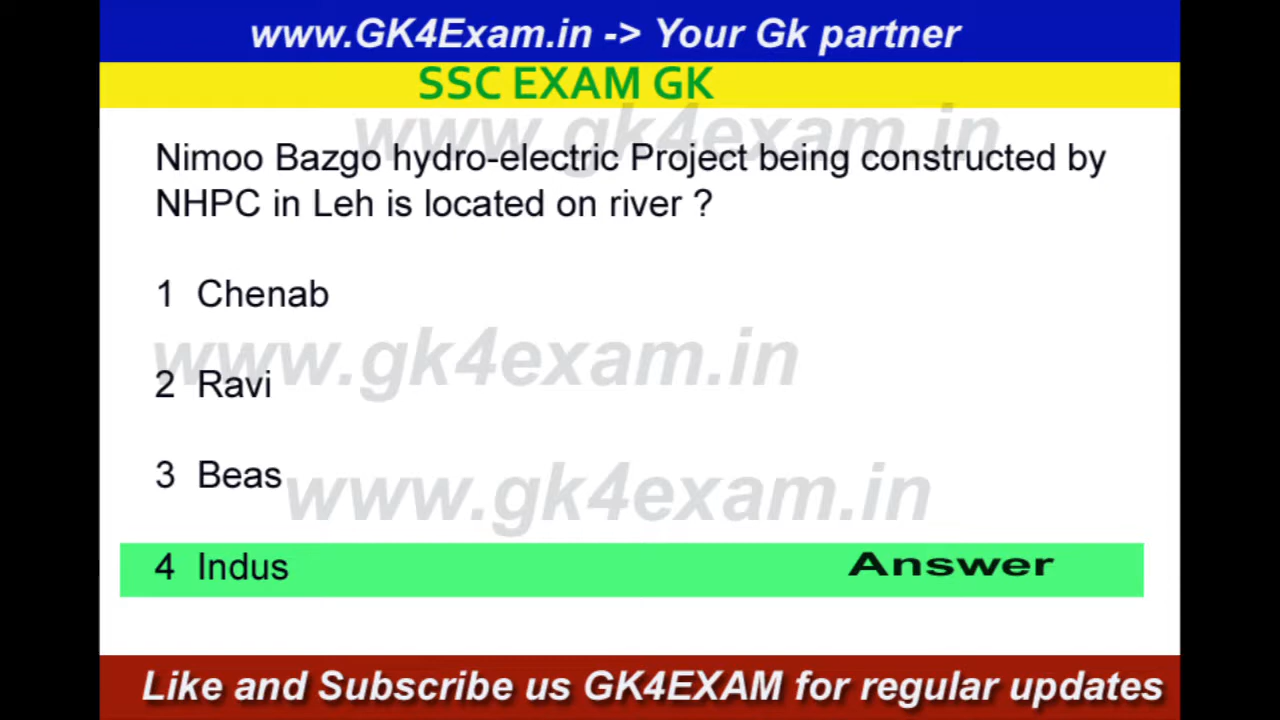 www.GK4Exam.in -> Your Gk partner
SSC EXAM GK
www.gk4exam.in
Nimoo Bazgo hydro-electric Project being constructed by
NHPC in Leh is located on river ?
1 Chenab
www.gk4exam.in
2 Ravi
3 Beas
www.gk4exam.in
4 Indus Answer
Like and Subscribe us GK4EXAM for regular updates